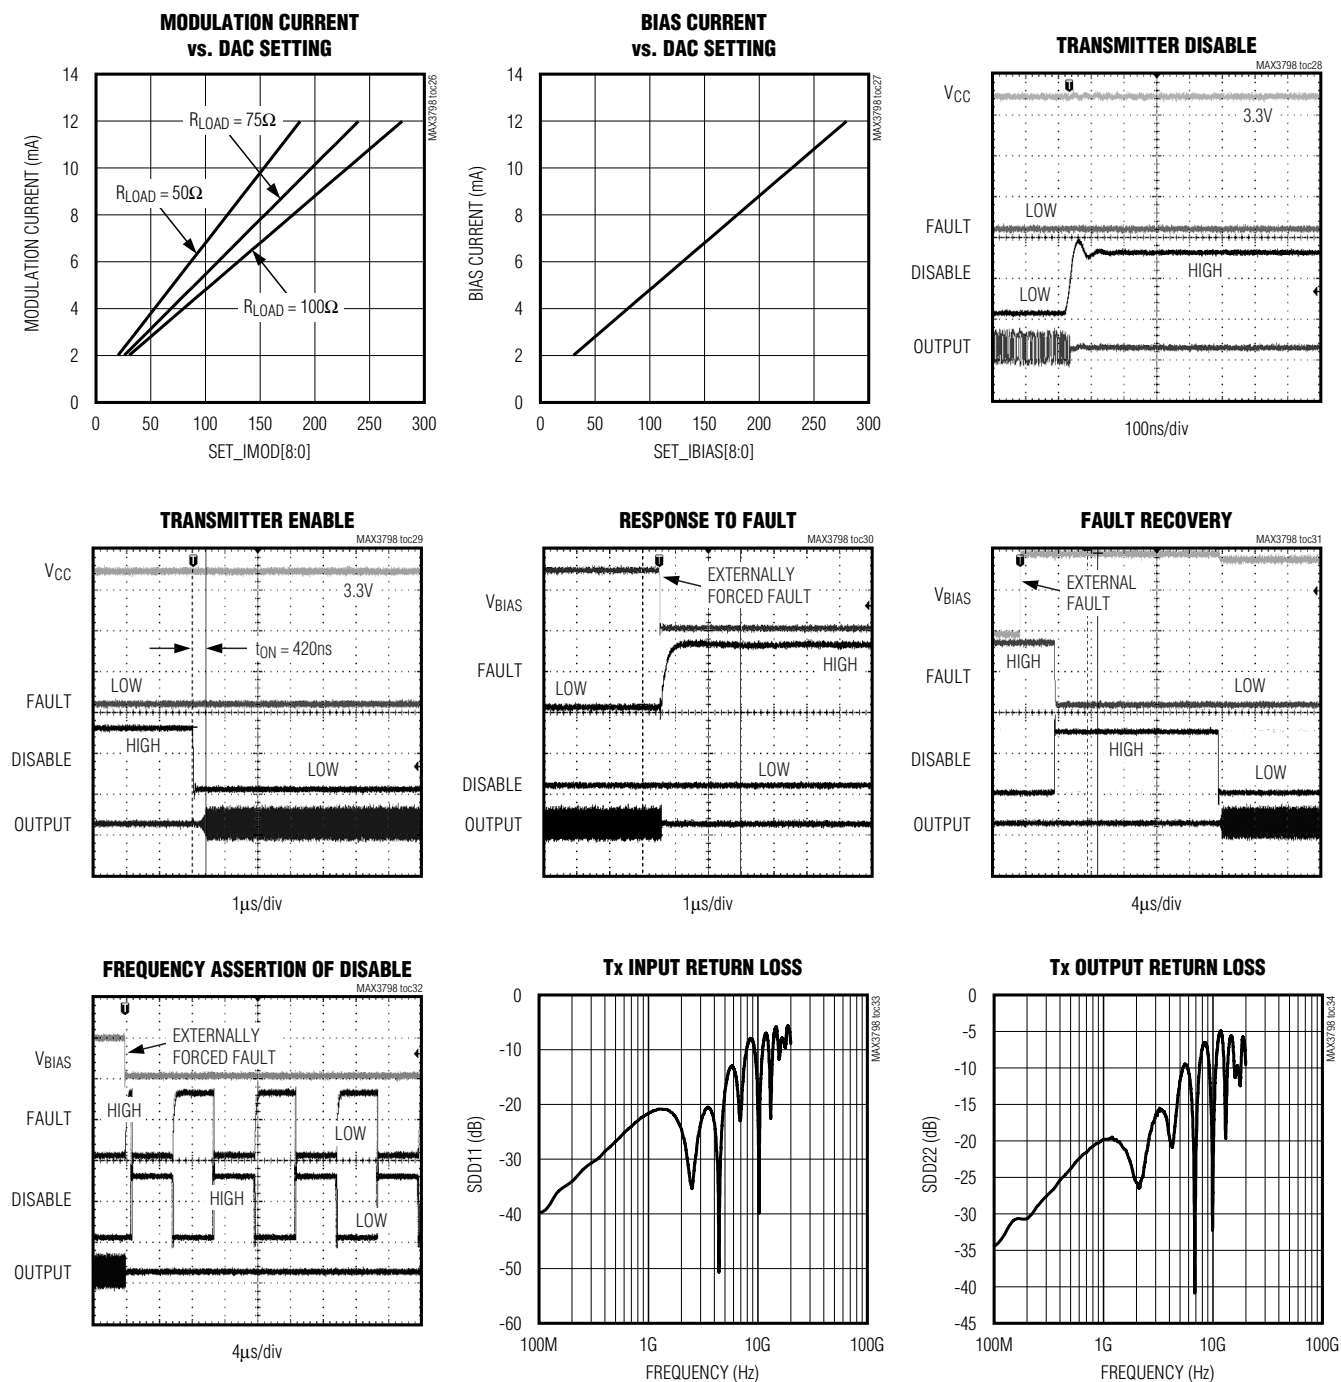 MODULATION CURRENT
vs. DAC SETTING
MAX3798 toc26
14
12
10
8
6
4
2
0
MODULATION CURRENT (mA)
RLOAD = 75Ω
RLOAD = 50Ω
RLOAD = 100Ω
0 50 100 150 200 250 300
SET_IMOD[8:0]
BIAS CURRENT
vs. DAC SETTING
MAX3798 toc27
14
12
10
8
6
4
2
0
BIAS CURRENT (mA)
0 50 100 150 200 250 300
SET_IBIAS[8:0]
TRANSMITTER DISABLE
MAX3798 toc28
VCC
3.3V
FAULT
LOW
DISABLE
HIGH
LOW
OUTPUT
100ns/div
TRANSMITTER ENABLE
MAX3798 toc29
VCC
3.3V
tON = 420ns
LOW
FAULT
HIGH
DISABLE
LOW
OUTPUT
1μs/div
RESPONSE TO FAULT
MAX3798 toc30
EXTERNALLY
FORCED FAULT
VBIAS
FAULT
HIGH
LOW
LOW
DISABLE
OUTPUT
1μs/div
FAULT RECOVERY
MAX3798 toc31
EXTERNAL
FAULT
VBIAS
HIGH
FAULT
LOW
HIGH
DISABLE
LOW
OUTPUT
4μs/div
FREQUENCY ASSERTION OF DISABLE
MAX3798 toc32
EXTERNALLY
FORCED FAULT
VBIAS
HIGH
FAULT
LOW
DISABLE
HIGH
LOW
OUTPUT
4μs/div
Tx INPUT RETURN LOSS
MAX3798 toc33
0
-10
-20
-30
-40
-50
-60
SDD11 (dB)
100M 1G 10G 100G
FREQUENCY (Hz)
Tx OUTPUT RETURN LOSS
MAX3798 toc34
0
-5
-10
-15
-20
-25
-30
-35
-40
-45
SDD22 (dB)
100M 1G 10G 100G
FREQUENCY (Hz)